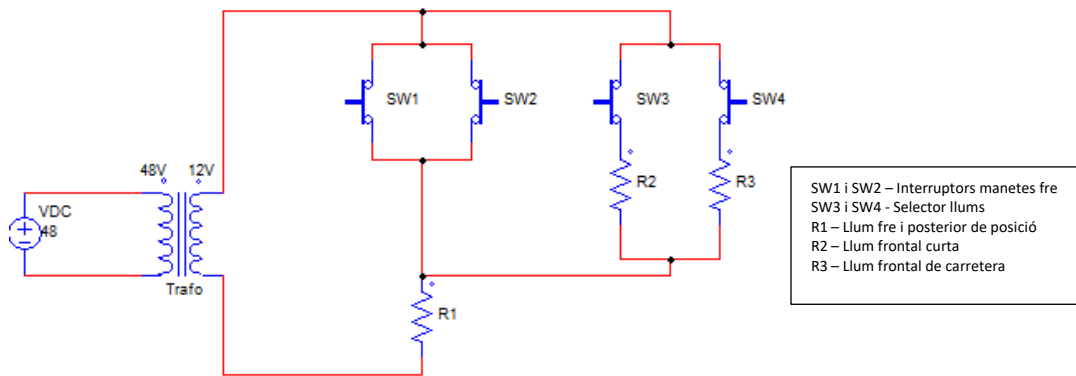 SW1
SW2
SW3
SW4
48V
12V
R2
R3
VDC
48
Trafo
R1
SW1 i SW2 – Interruptors manetes fre
SW3 i SW4 - Selector llums
R1 – Llum fre i posterior de posició
R2 – Llum frontal curta
R3 – Llum frontal de carretera